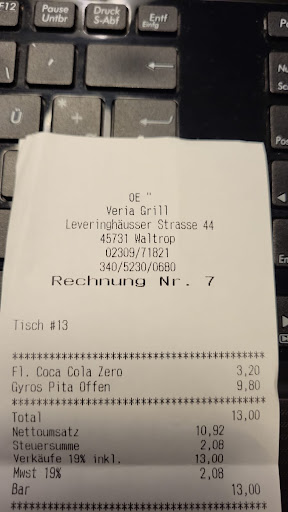 F12
Pause
Untbr
Druck
S-Abf
Entf
Einfg
Ü
+
*
OE "
Veria Grill
Leveringhäusser Strasse 44
45731 Waltrop
02309/71821
340/5230/0680
Rechnung Nr. 7
Tisch #13
******************************************
Fl. Coca Cola Zero 3,20
Gyros Pita Offen 9,80
******************************************
Total 13,00
Nettoumsatz 10,92
Steuersumme 2,08
Verkäufe 19% inkl. 13,00
Mwst 19% 2,08
Bar 13,00
******************************************